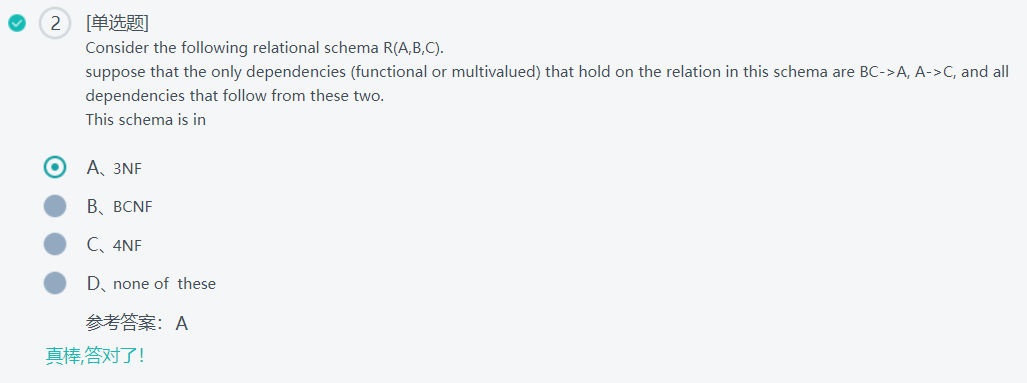 2 [单选题]
Consider the following relational schema R(A,B,C).
suppose that the only dependencies (functional or multivalued) that hold on the relation in this schema are BC->A, A->C, and all
dependencies that follow from these two.
This schema is in
A、3NF
B、BCNF
C、4NF
D、none of  these
参考答案：A
真棒,答对了!